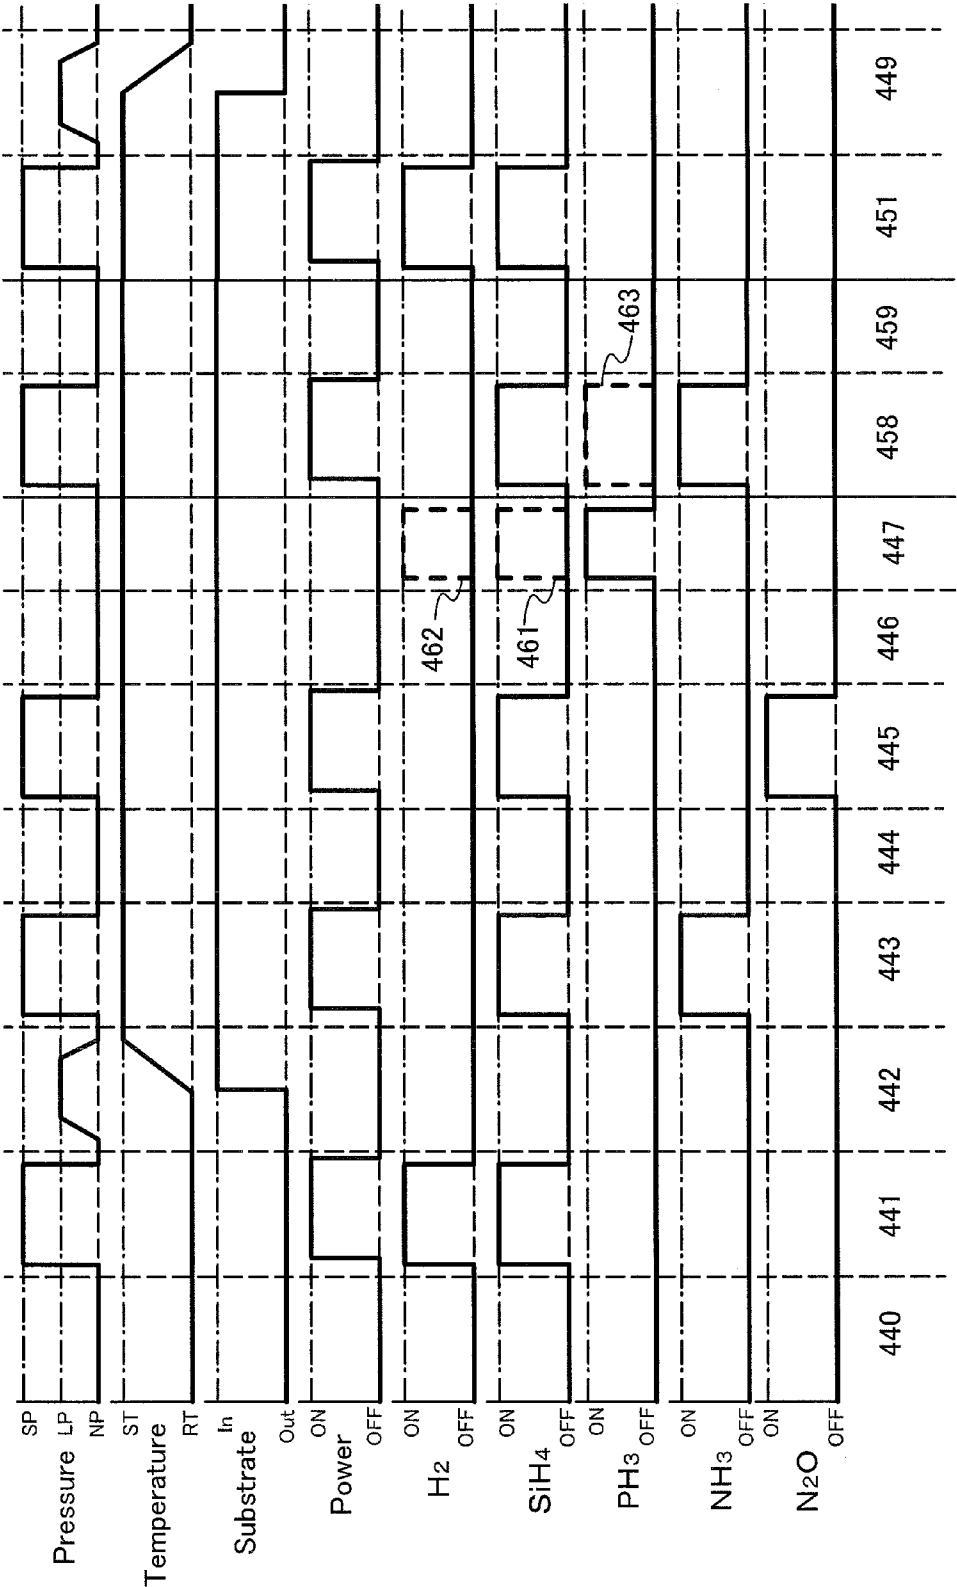 Pressure
SP
LP
NP
Temperature
ST
RT
Substrate
In
Out
Power
ON
OFF
H2
ON
OFF
SiH4
ON
OFF
PH3
ON
OFF
NH3
ON
OFF
N2O
ON
OFF
462
461
463
440
441
442
443
444
445
446
447
458
459
451
449